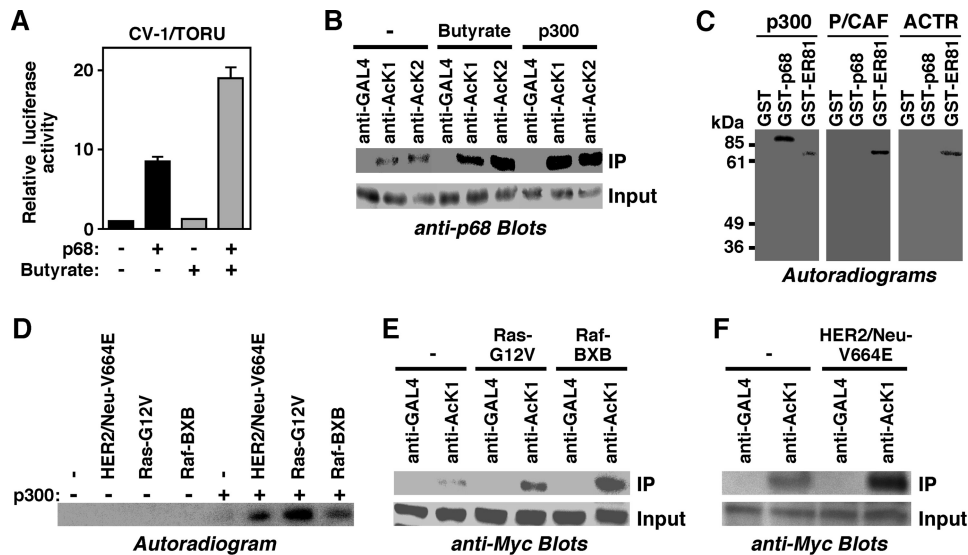 A
CV-1/TORU
Relative luciferase
activity
20
10
0
p68: - + - +
Butyrate: - - + +
B
- Butyrate p300
anti-GAL4 anti-AcK1 anti-AcK2 anti-GAL4 anti-AcK1 anti-AcK2 anti-GAL4 anti-AcK1 anti-AcK2
IP
Input
anti-p68 Blots
C
p300 P/CAF ACTR
GST GST-p68 GST-ER81 GST GST-p68 GST-ER81 GST GST-p68 GST-ER81
kDa
85
61
49
36
Autoradiograms
D
- HER2/Neu-V664E Ras-G12V Raf-BXB - HER2/Neu-V664E Ras-G12V Raf-BXB
p300: - - - - + + + +
Autoradiogram
E
- Ras-G12V Raf-BXB
anti-GAL4 anti-AcK1 anti-GAL4 anti-AcK1 anti-GAL4 anti-AcK1
IP
Input
anti-Myc Blots
F
- HER2/Neu-V664E
anti-GAL4 anti-AcK1 anti-GAL4 anti-AcK1
IP
Input
anti-Myc Blots